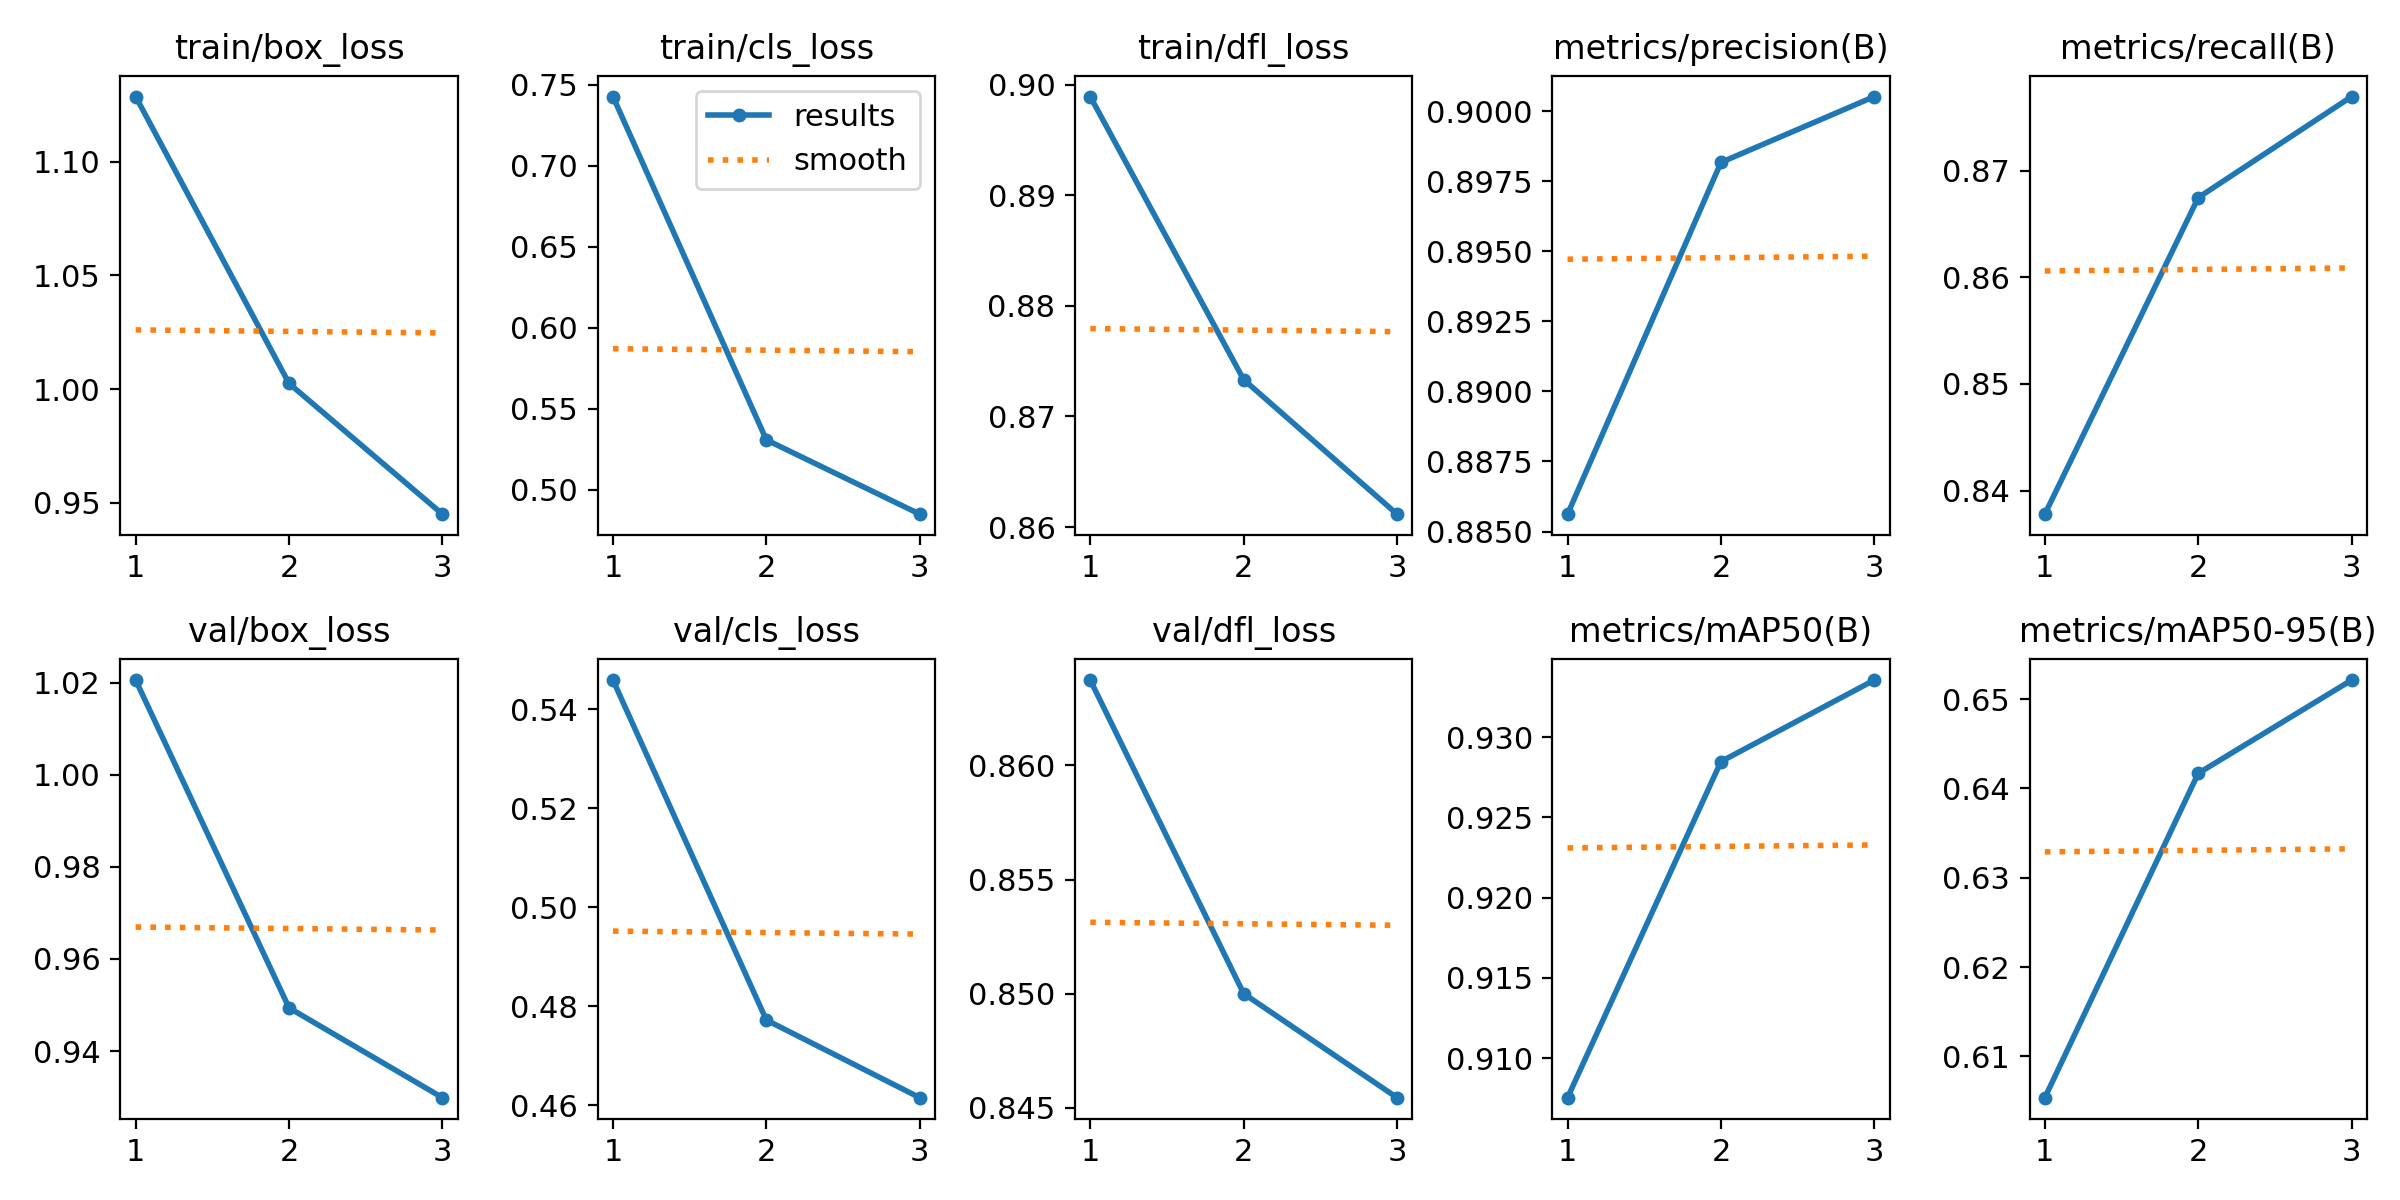 train/box_loss
1.10
1.05
1.00
0.95
1 2 3
train/cls_loss
results
smooth
0.75
0.70
0.65
0.60
0.55
0.50
1 2 3
train/dfl_loss
0.90
0.89
0.88
0.87
0.86
1 2 3
metrics/precision(B)
0.9000
0.8975
0.8950
0.8925
0.8900
0.8875
0.8850
1 2 3
metrics/recall(B)
0.87
0.86
0.85
0.84
1 2 3
val/box_loss
1.02
1.00
0.98
0.96
0.94
1 2 3
val/cls_loss
0.54
0.52
0.50
0.48
0.46
1 2 3
val/dfl_loss
0.860
0.855
0.850
0.845
1 2 3
metrics/mAP50(B)
0.930
0.925
0.920
0.915
0.910
1 2 3
metrics/mAP50-95(B)
0.65
0.64
0.63
0.62
0.61
1 2 3